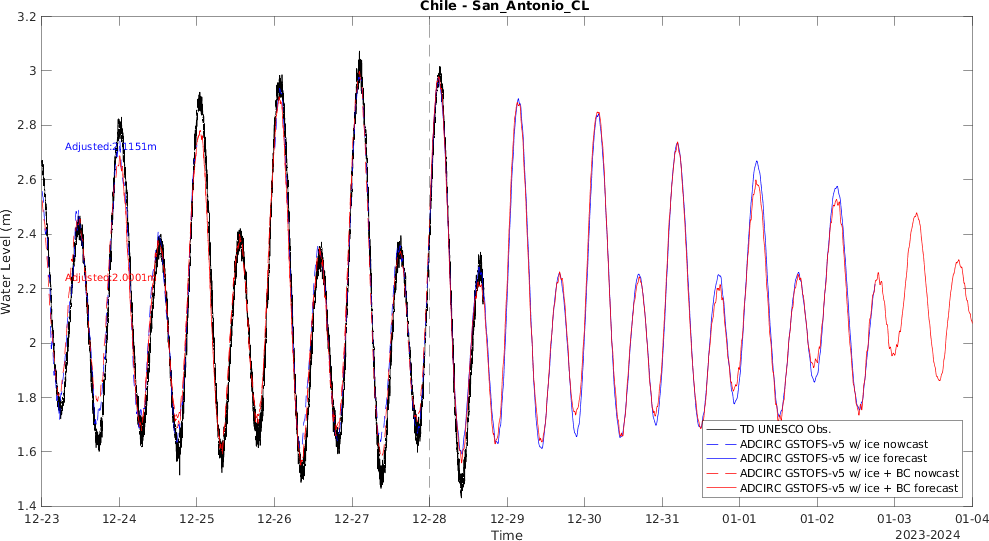 Chile - San_Antonio_CL
3.2
3
2.8
2.6
2.4
2.2
2
1.8
1.6
1.4
Water Level (m)
Adjusted:2.1151m
Adjusted:2.0001m
TD UNESCO Obs.
ADCIRC GSTOFS-v5 w/ ice nowcast
ADCIRC GSTOFS-v5 w/ ice forecast
ADCIRC GSTOFS-v5 w/ ice + BC nowcast
ADCIRC GSTOFS-v5 w/ ice + BC forecast
12-23 12-24 12-25 12-26 12-27 12-28 12-29 12-30 12-31 01-01 01-02 01-03 01-04
Time
2023-2024